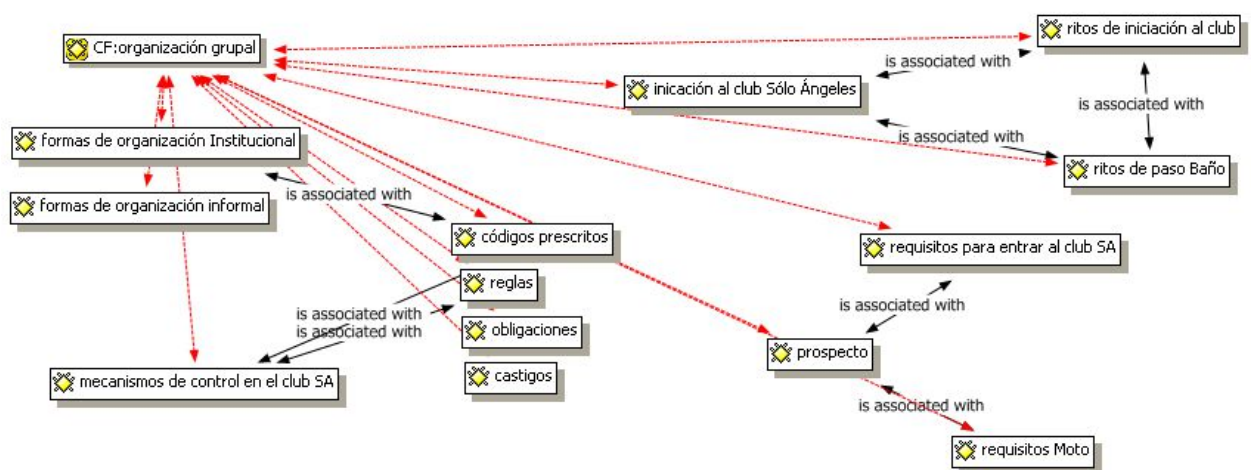 CF:organización grupal
ritos de iniciación al club
is associated with
inicación al club Sólo Ángeles
is associated with
is associated with
formas de organización Institucional
ritos de paso Baño
is associated with
formas de organización informal
códigos prescritos
requisitos para entrar al club SA
reglas
is associated with
is associated with
is associated with
obligaciones
prospecto
mecanismos de control en el club SA
castigos
is associated with
requisitos Moto